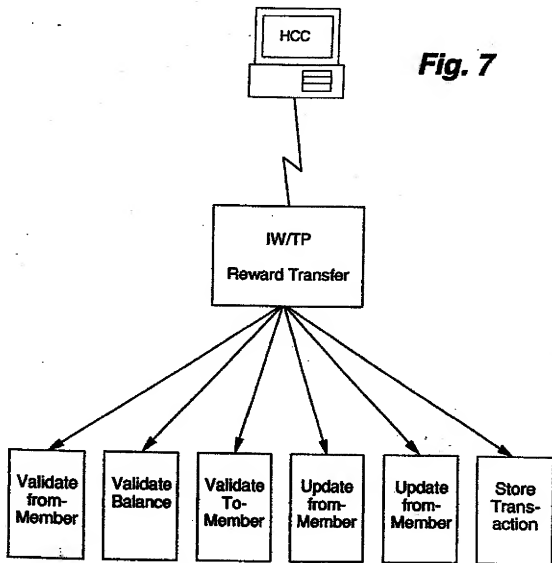 HCC
Fig. 7
IW/TP
Reward Transfer
Validate
from-
Member
Validate
Balance
Validate
To-
Member
Update
from-
Member
Update
from-
Member
Store
Trans-
action